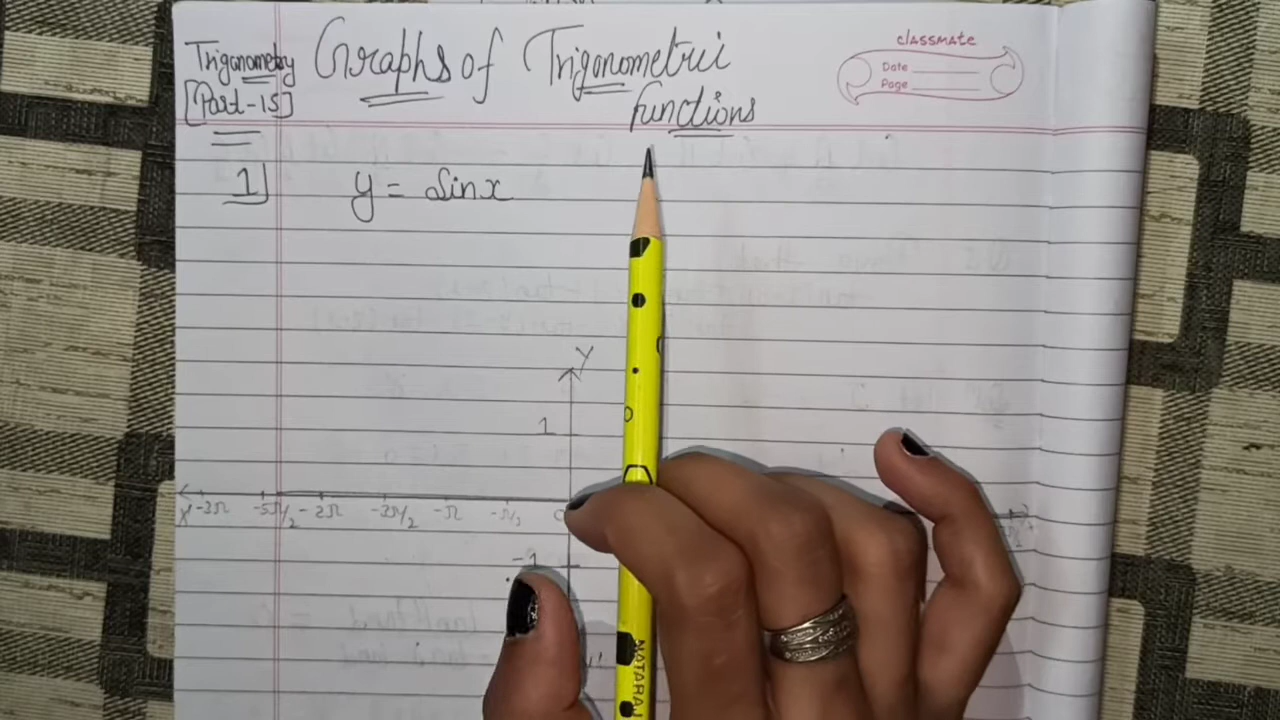 Trigonometry
[Part-15]
Graphs of Trigonometric
functions
classmate
Date
Page
1] y = Sinx
Y
1
X' -3π -5π/2 -2π -3π/2 -π -π/2 0
-1
NATARAJ